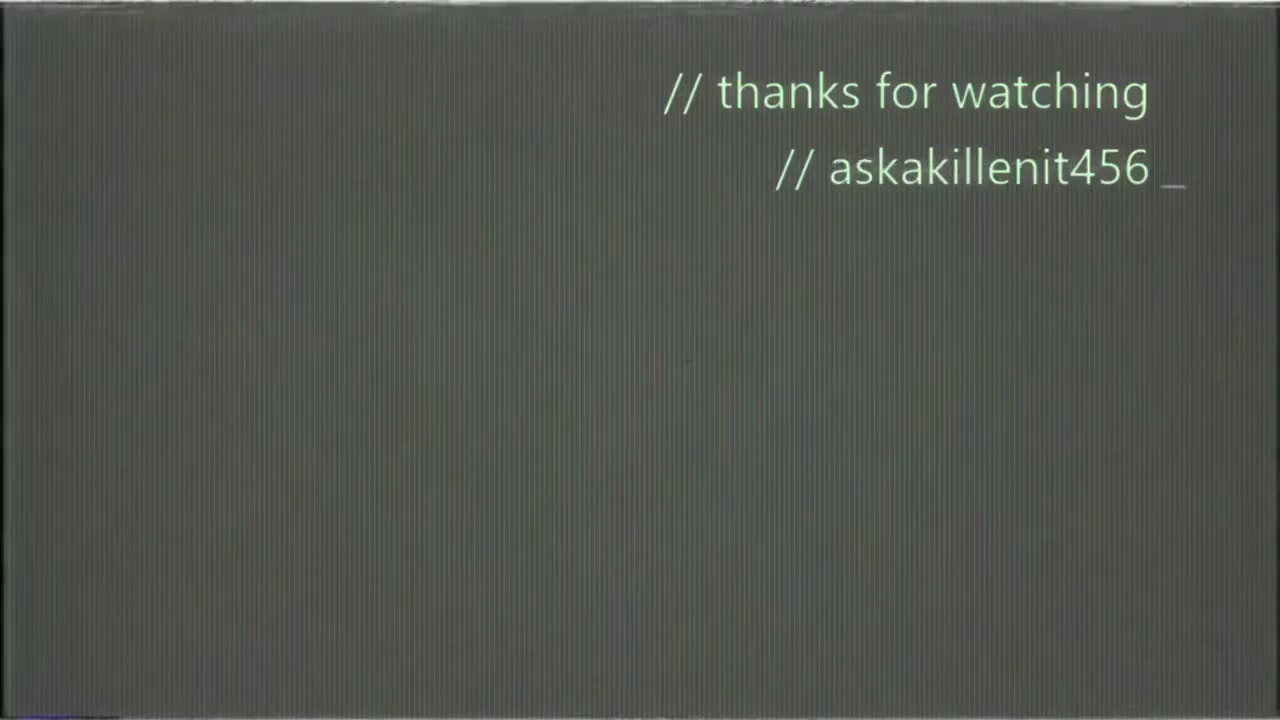 // thanks for watching
// askakillenit456 _